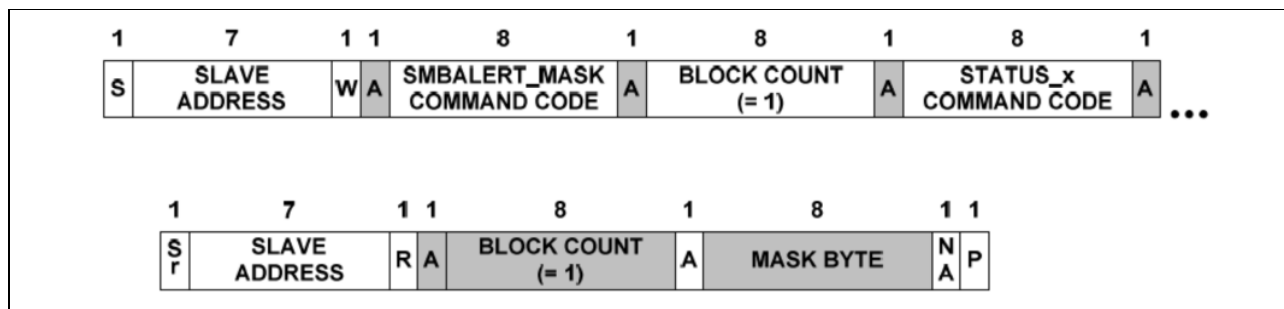 1 7 1 1 8 1 8 1 8 1
S SLAVE ADDRESS W A SMBALERT_MASK COMMAND CODE A BLOCK COUNT (= 1) A STATUS_x COMMAND CODE A ...
1 7 1 1 8 1 8 1 1
Sr SLAVE ADDRESS R A BLOCK COUNT (= 1) A MASK BYTE NA P